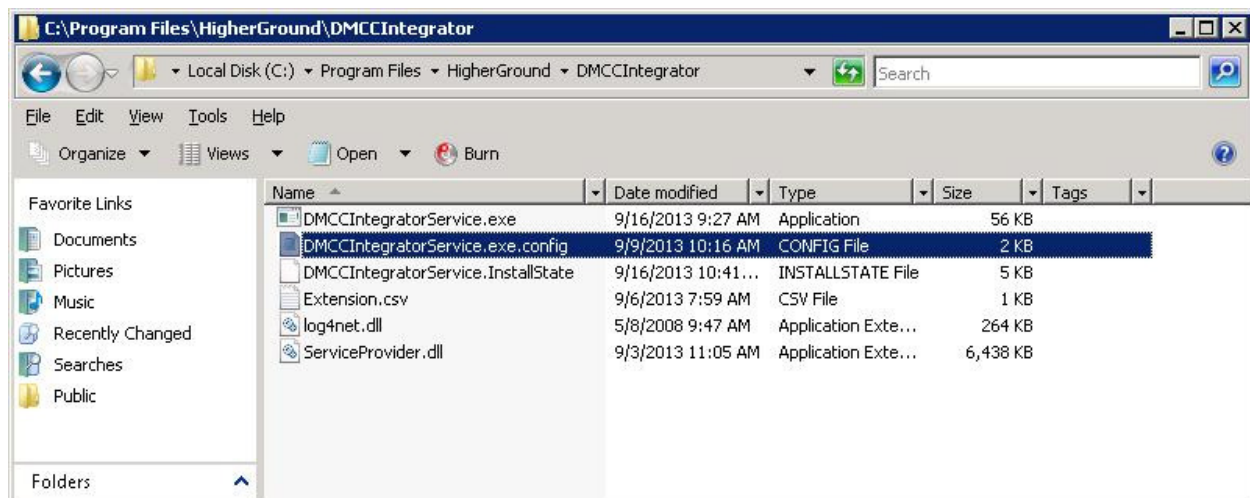 C:\Program Files\HigherGround\DMCCIntegrator
Local Disk (C:) Program Files HigherGround DMCCIntegrator Search
File Edit View Tools Help
Organize Views Open Burn
Favorite Links
Documents
Pictures
Music
Recently Changed
Searches
Public
Folders
Name Date modified Type Size Tags
DMCCIntegratorService.exe 9/16/2013 9:27 AM Application 56 KB
DMCCIntegratorService.exe.config 9/9/2013 10:16 AM CONFIG File 2 KB
DMCCIntegratorService.InstallState 9/16/2013 10:41... INSTALLSTATE File 5 KB
Extension.csv 9/6/2013 7:59 AM CSV File 1 KB
log4net.dll 5/8/2008 9:47 AM Application Exte... 264 KB
ServiceProvider.dll 9/3/2013 11:05 AM Application Exte... 6,438 KB